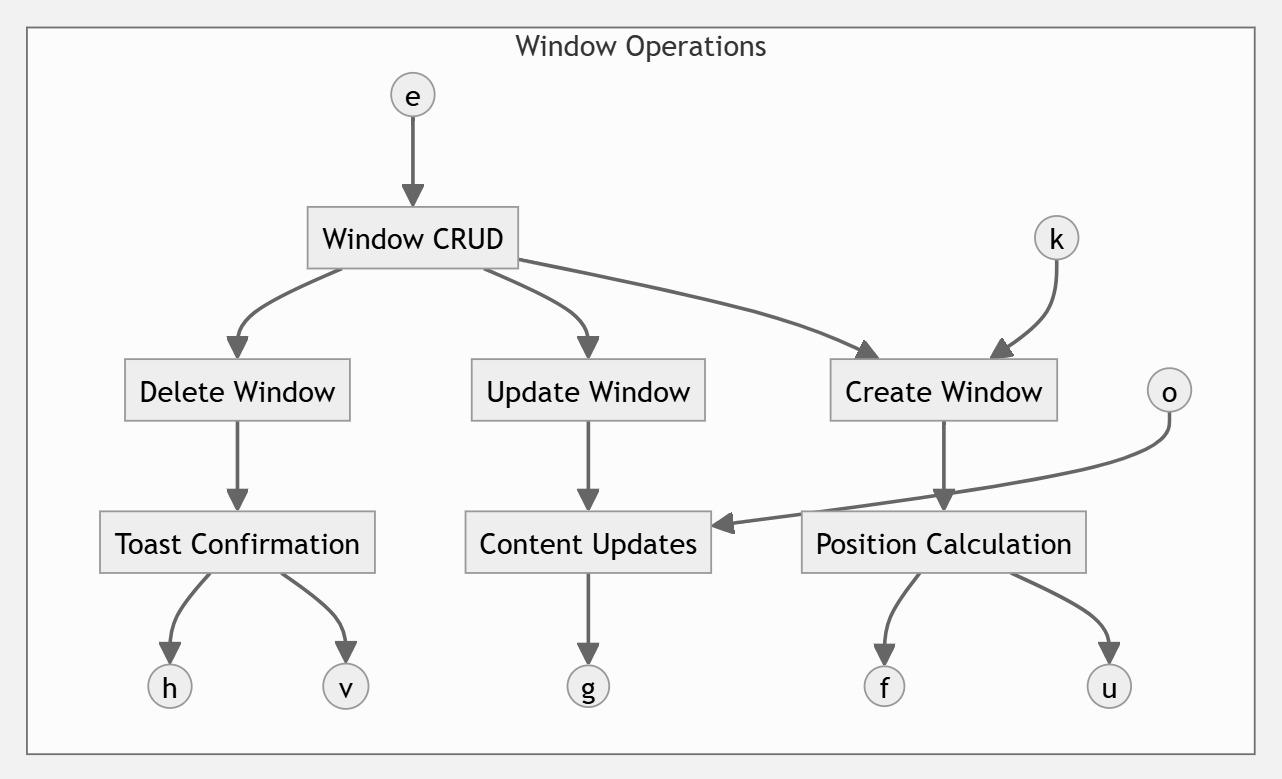 Window Operations
e
Window CRUD
k
Delete Window
Update Window
Create Window
o
Toast Confirmation
Content Updates
Position Calculation
h
v
g
f
u